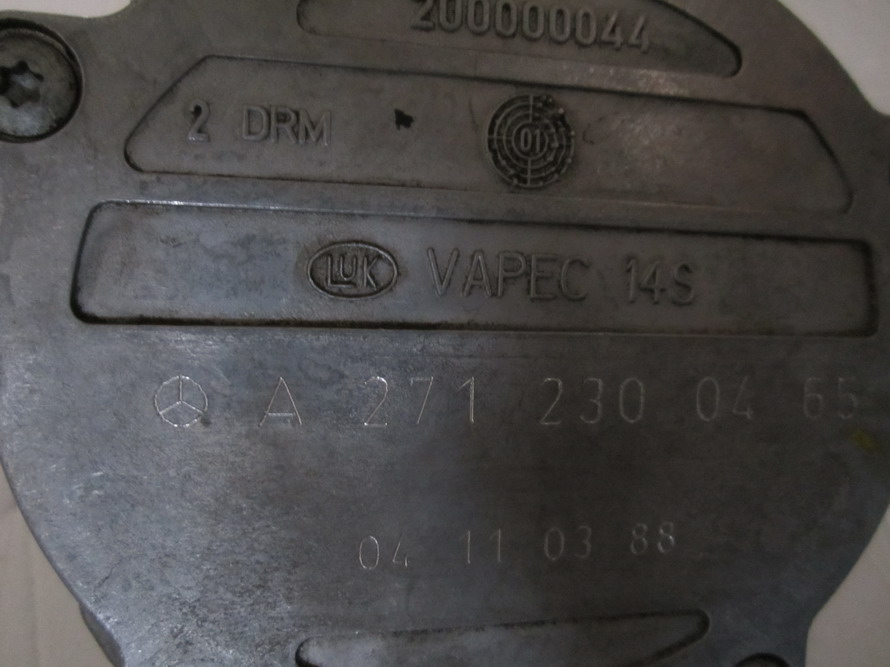 200000044
2 DRM 01
LUK VAPEC 14S
A 271 230 04 65
04 11 03 88